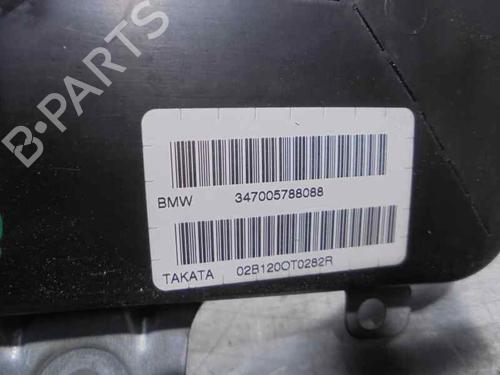 B-PARTS
BMW 347005788088
TAKATA 02B120OT0282R